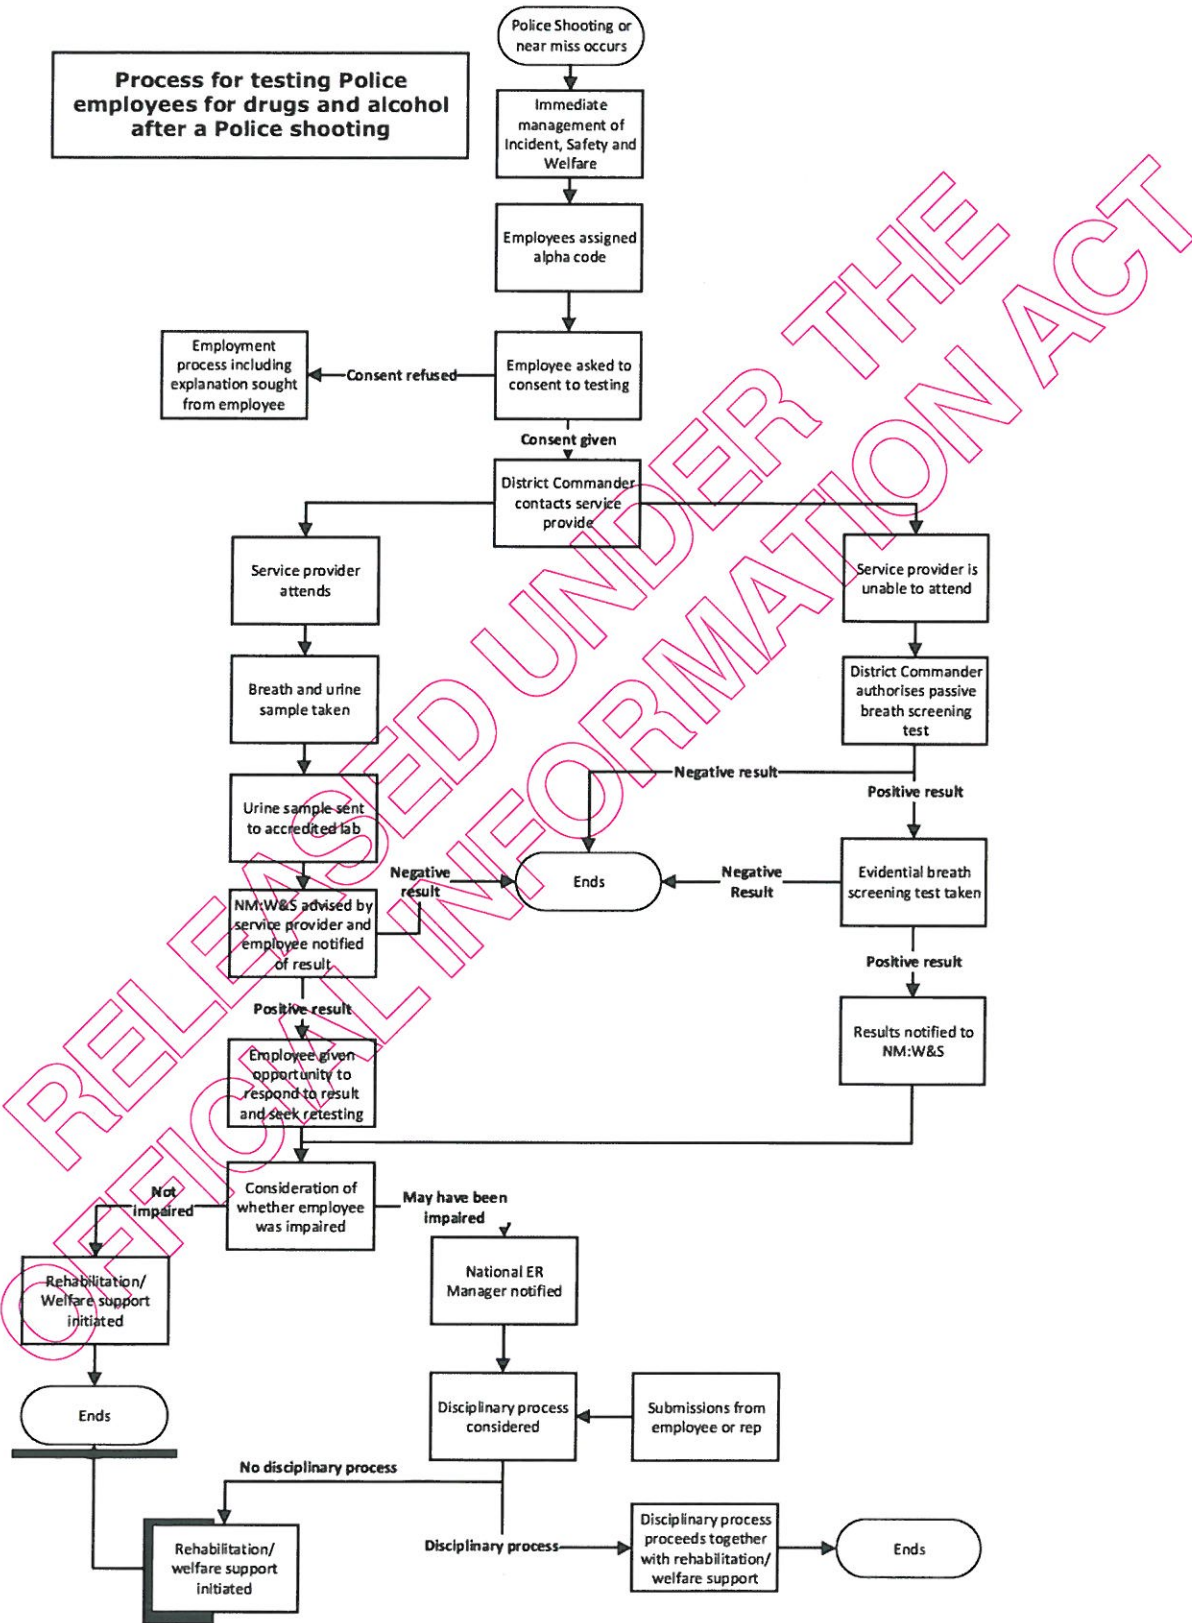 Police Shooting or
near miss occurs
Process for testing Police
employees for drugs and alcohol
after a Police shooting
Immediate
management of
Incident, Safety and
Welfare
Employees assigned
alpha code
Employment
process including
explanation sought
from employee
Consent refused
Employee asked to
consent to testing
Consent given
District Commander
contacts service
provide
Service provider
attends
Service provider is
unable to attend
Breath and urine
sample taken
District Commander
authorises passive
breath screening
test
Negative result
Positive result
Urine sample sent
to accredited lab
Negative
result
Ends
Negative
Result
Evidential breath
screening test taken
NM:W&S advised by
service provider and
employee notified
of result
Positive result
Positive result
Results notified to
NM:W&S
Employee given
opportunity to
respond to result
and seek retesting
Not
impaired
Consideration of
whether employee
was impaired
May have been
impaired
Rehabilitation/
Welfare support
initiated
National ER
Manager notified
Ends
Disciplinary process
considered
Submissions from
employee or rep
No disciplinary process
Rehabilitation/
welfare support
initiated
Disciplinary process
Disciplinary process
proceeds together
with rehabilitation/
welfare support
Ends
RELEASED UNDER THE
OFFICIAL INFORMATION ACT